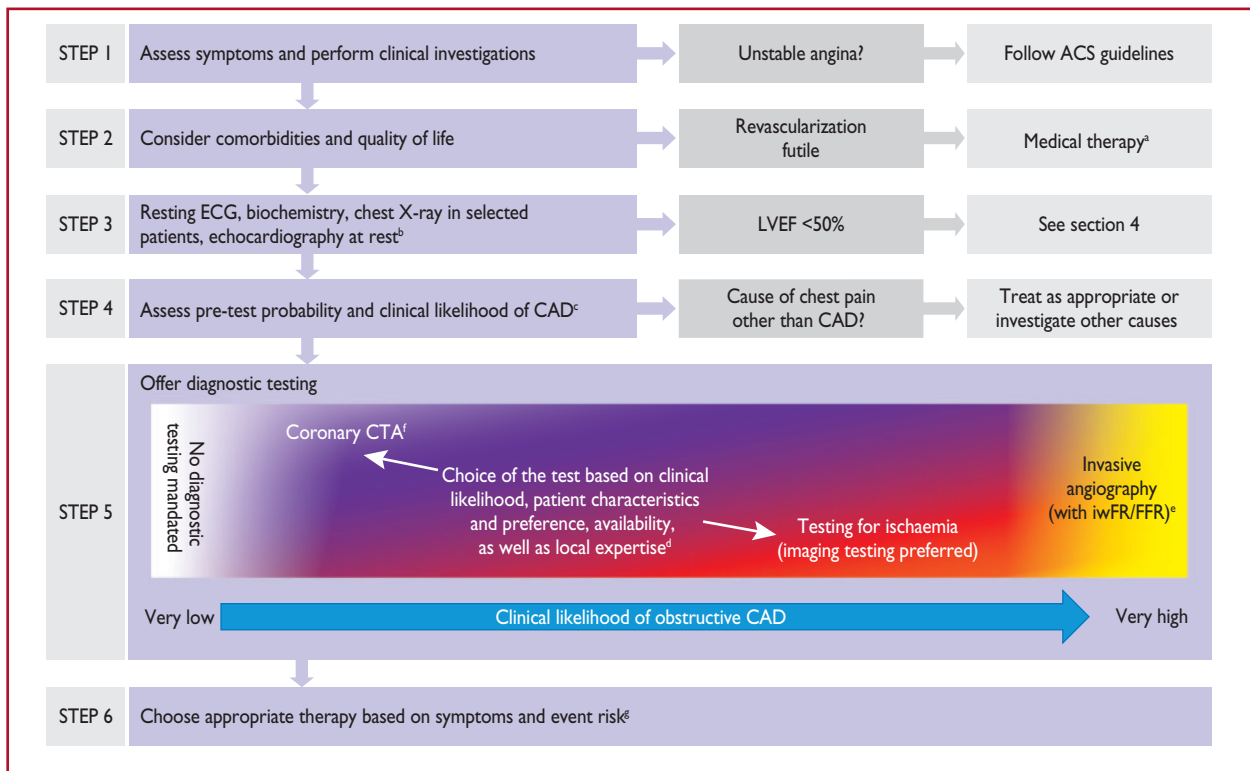 STEP 1
Assess symptoms and perform clinical investigations
Unstable angina?
Follow ACS guidelines
STEP 2
Consider comorbidities and quality of life
Revascularization
futile
Medical therapyᵃ
STEP 3
Resting ECG, biochemistry, chest X-ray in selected
patients, echocardiography at restᵇ
LVEF <50%
See section 4
STEP 4
Assess pre-test probability and clinical likelihood of CADᶜ
Cause of chest pain
other than CAD?
Treat as appropriate or
investigate other causes
STEP 5
Offer diagnostic testing
No diagnostic
testing mandated
Coronary CTAᶠ
Choice of the test based on clinical
likelihood, patient characteristics
and preference, availability,
as well as local expertiseᵈ
Testing for ischaemia
(imaging testing preferred)
Invasive
angiography
(with iwFR/FFR)ᵉ
Very low
Clinical likelihood of obstructive CAD
Very high
STEP 6
Choose appropriate therapy based on symptoms and event riskᵍ